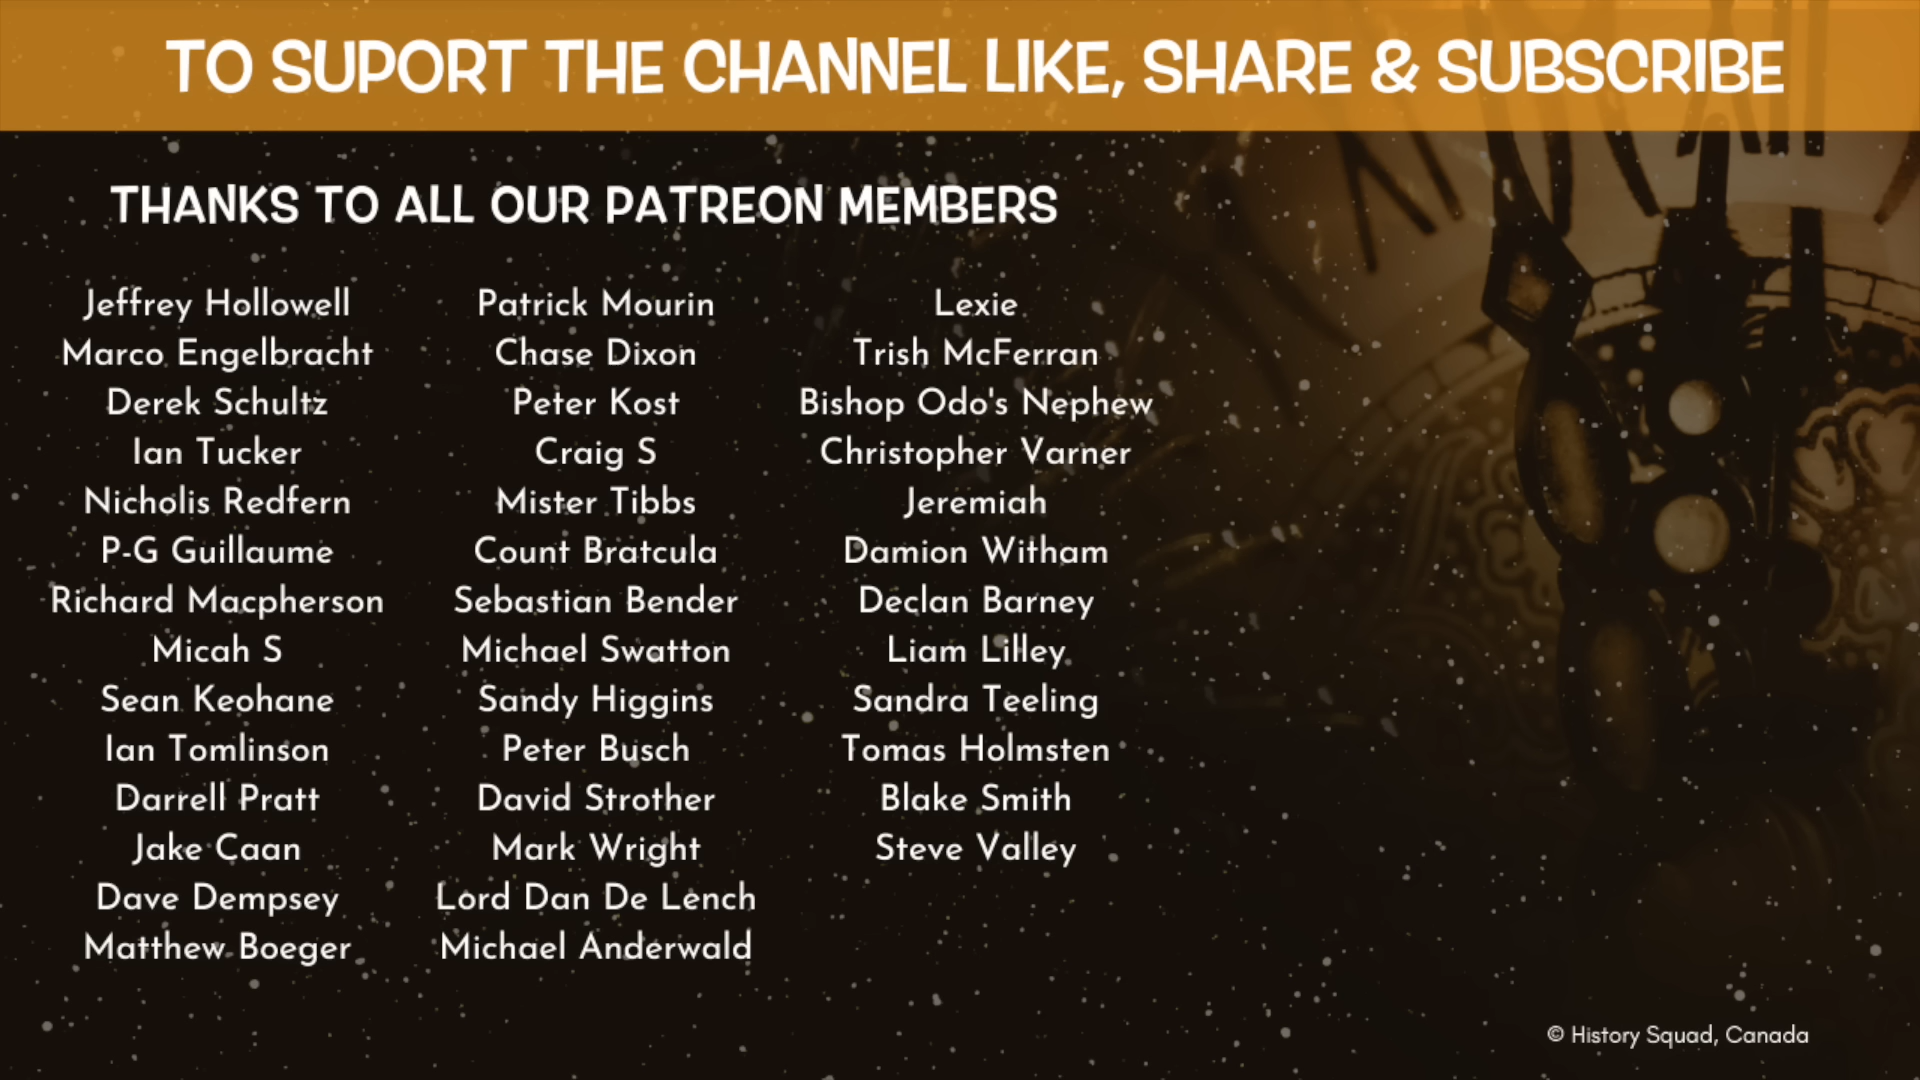 TO SUPORT THE CHANNEL LIKE, SHARE & SUBSCRIBE
THANKS TO ALL OUR PATREON MEMBERS
Jeffrey Hollowell
Marco Engelbracht
Derek Schultz
Ian Tucker
Nicholis Redfern
P-G Guillaume
Richard Macpherson
Micah S
Sean Keohane
Ian Tomlinson
Darrell Pratt
Jake Caan
Dave Dempsey
Matthew Boeger
Patrick Mourin
Chase Dixon
Peter Kost
Craig S
Mister Tibbs
Count Bratcula
Sebastian Bender
Michael Swatton
Sandy Higgins
Peter Busch
David Strother
Mark Wright
Lord Dan De Lench
Michael Anderwald
Lexie
Trish McFerran
Bishop Odo's Nephew
Christopher Varner
Jeremiah
Damion Witham
Declan Barney
Liam Lilley
Sandra Teeling
Tomas Holmsten
Blake Smith
Steve Valley
© History Squad, Canada